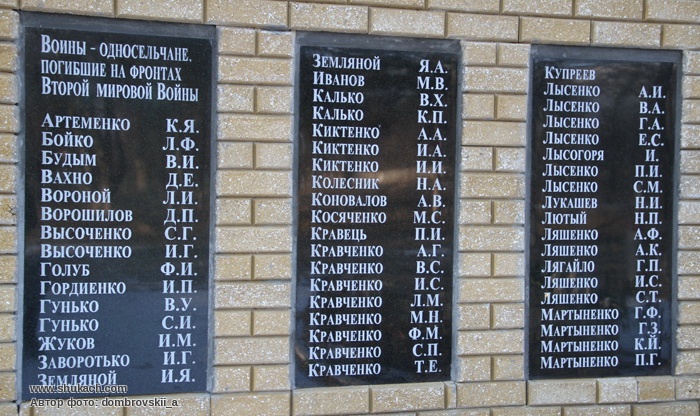 Воины - односельчане,
погибшие на фронтах
Второй мировой Войны
Артеменко К.Я.
Бойко Л.Ф
Будым В.И.
Вахно Д.Е.
Вороной Л.И
Ворошилов Д.П.
Высоченко С.Г.
Высоченко И.Г
Голуб Ф.И.
Гордиенко И.П
Гунько В.У.
Гунько С.И.
Жуков И.М.
Заворотько И.Г.
Земляной И.Я.
Земляной Я.А.
Иванов М.В.
Калько В.Х.
Калько К.П.
Киктенко А.А.
Киктенко И.А.
Киктенко И.И.
Колесник Н.А.
Коновалов А.В.
Косяченко М.С.
Кравець П.И.
Кравченко А.Г.
Кравченко В.С.
Кравченко И.С.
Кравченко Л.М.
Кравченко М.Н.
Кравченко Ф.М.
Кравченко С.П.
Кравченко Т.Е.
Купреев
Лысенко А.И.
Лысенко В.А.
Лысенко Г.А.
Лысенко Е.С.
Лысогоря И.
Лысенко П.И.
Лысенко С.М.
Лукашев Н.И.
Лютый Н.П.
Ляшенко А.Ф.
Ляшенко А.К.
Лягайло Г.П.
Ляшенко И.С.
Ляшенко С.Т.
Мартыненко Г.Ф.
Мартыненко Г.З.
Мартыненко К.Й.
Мартыненко П.Г.
www.shukach.com
Автор фото: dombrovskii_a